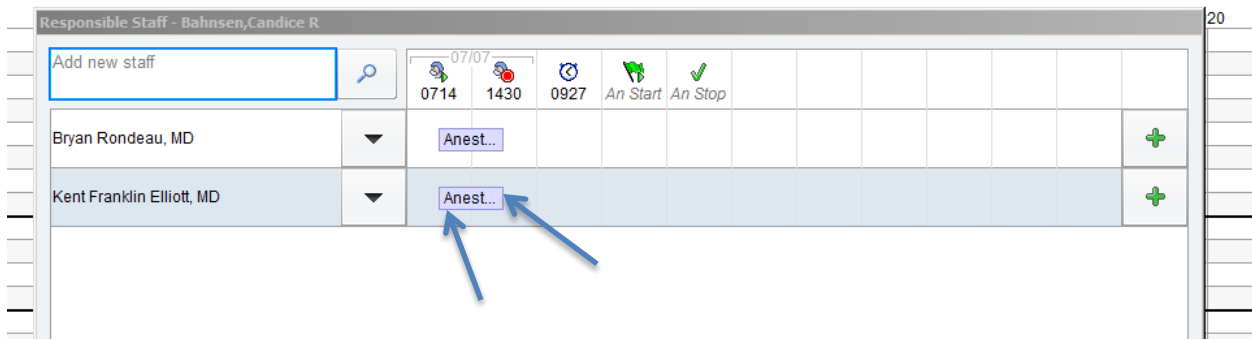 Responsible Staff - Bahnsen,Candice R
20
Add new staff
07/07
0714 1430 0927 An Start An Stop
Bryan Rondeau, MD
Anest...
Kent Franklin Elliott, MD
Anest...